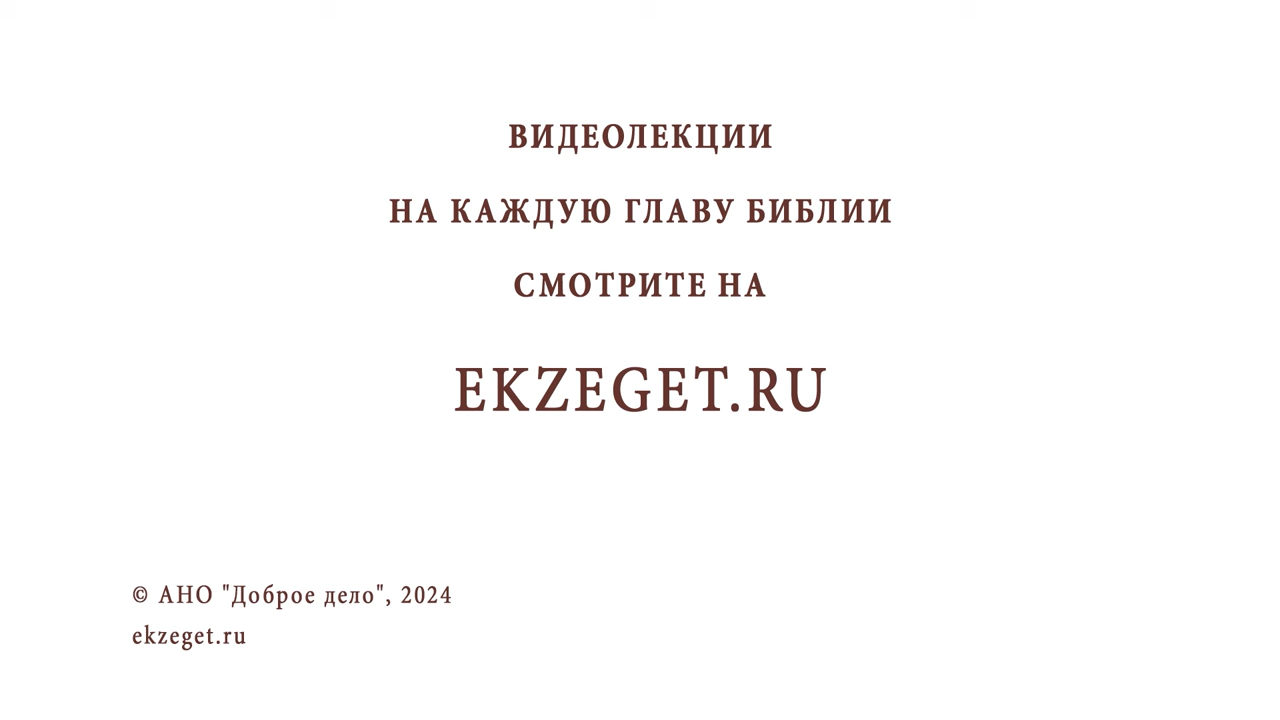 ВИДЕОЛЕКЦИИ
НА КАЖДУЮ ГЛАВУ БИБЛИИ
СМОТРИТЕ НА
EKZEGET.RU
© АНО "Доброе дело", 2024
ekzeget.ru